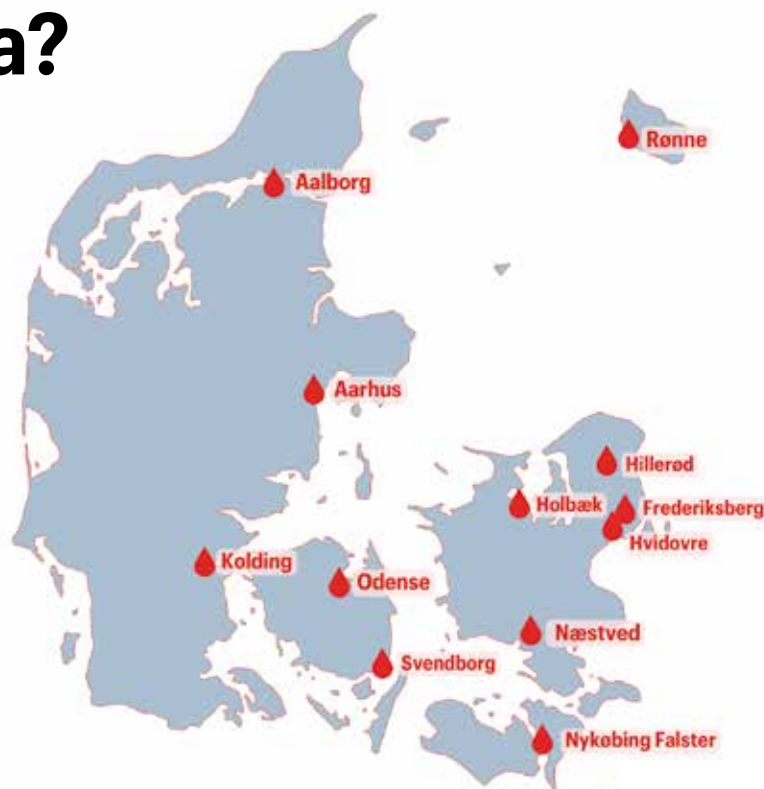 a?
Rønne
Aalborg
Aarhus
Hillerød
Holbæk
Frederiksberg
Hvidovre
Kolding
Odense
Næstved
Svendborg
Nykøbing Falster